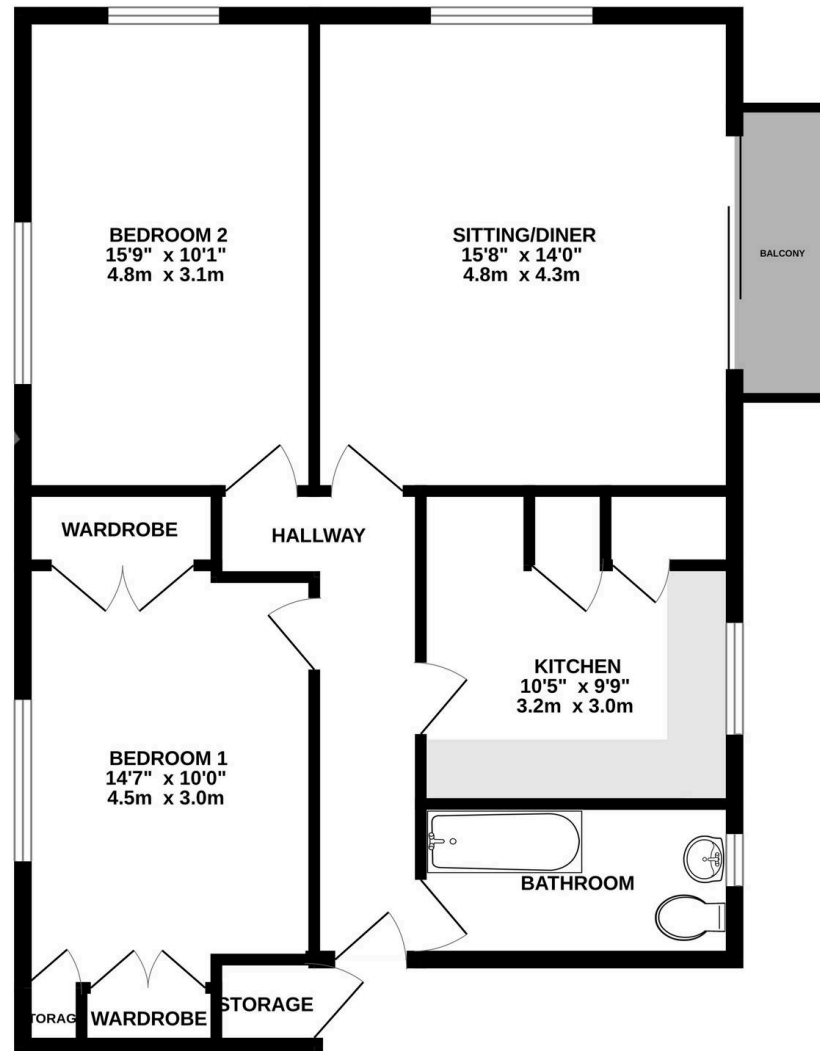 BEDROOM 2
15'9" x 10'1"
4.8m x 3.1m
SITTING/DINER
15'8" x 14'0"
4.8m x 4.3m
BALCONY
WARDROBE
HALLWAY
KITCHEN
10'5" x 9'9"
3.2m x 3.0m
BEDROOM 1
14'7" x 10'0"
4.5m x 3.0m
BATHROOM
STORAGE
TORAG
WARDROBE